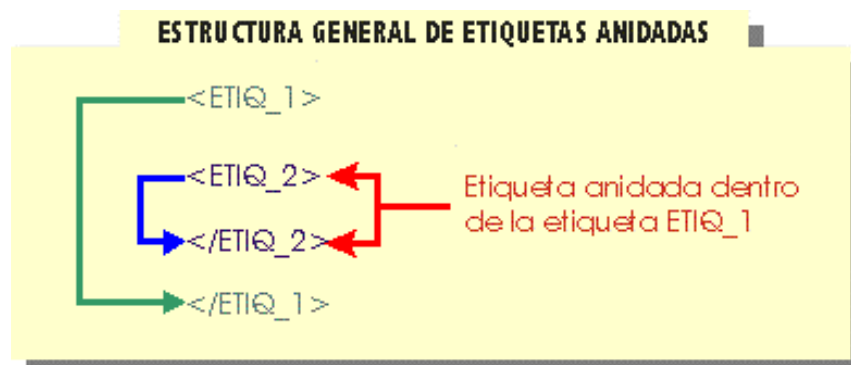 ESTRUCTURA GENERAL DE ETIQUETAS ANIDADAS
<ETIQ_1>
<ETIQ_2>
Etiqueta anidada dentro
de la etiqueta ETIQ_1
</ETIQ_2>
</ETIQ_1>